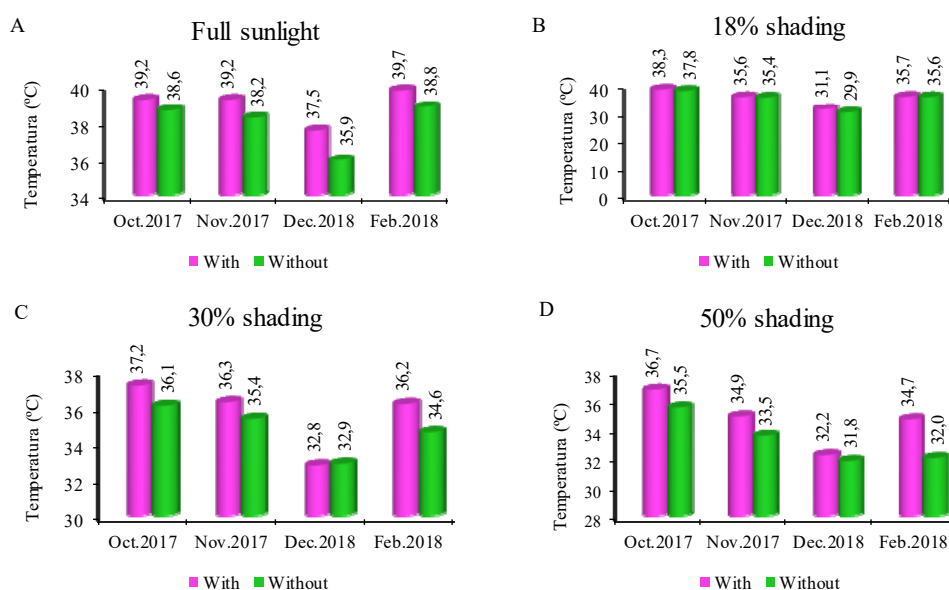 A
Full sunlight
Temperatura (ºC)
40
38
36
34
39,2
38,6
39,2
38,2
37,5
35,9
39,7
38,8
Oct.2017 Nov.2017 Dec.2018 Feb.2018
With Without
B
18% shading
Temperatura (ºC)
40
30
20
10
0
38,3
37,8
35,6
35,4
31,1
29,9
35,7
35,6
Oct.2017 Nov.2017 Dec.2018 Feb.2018
With Without
C
30% shading
Temperatura (ºC)
38
36
34
32
30
37,2
36,1
36,3
35,4
32,8
32,9
36,2
34,6
Oct.2017 Nov.2017 Dec.2018 Feb.2018
With Without
D
50% shading
Temperatura (ºC)
38
36
34
32
30
28
36,7
35,5
34,9
33,5
32,2
31,8
34,7
32,0
Oct.2017 Nov.2017 Dec.2018 Feb.2018
With Without